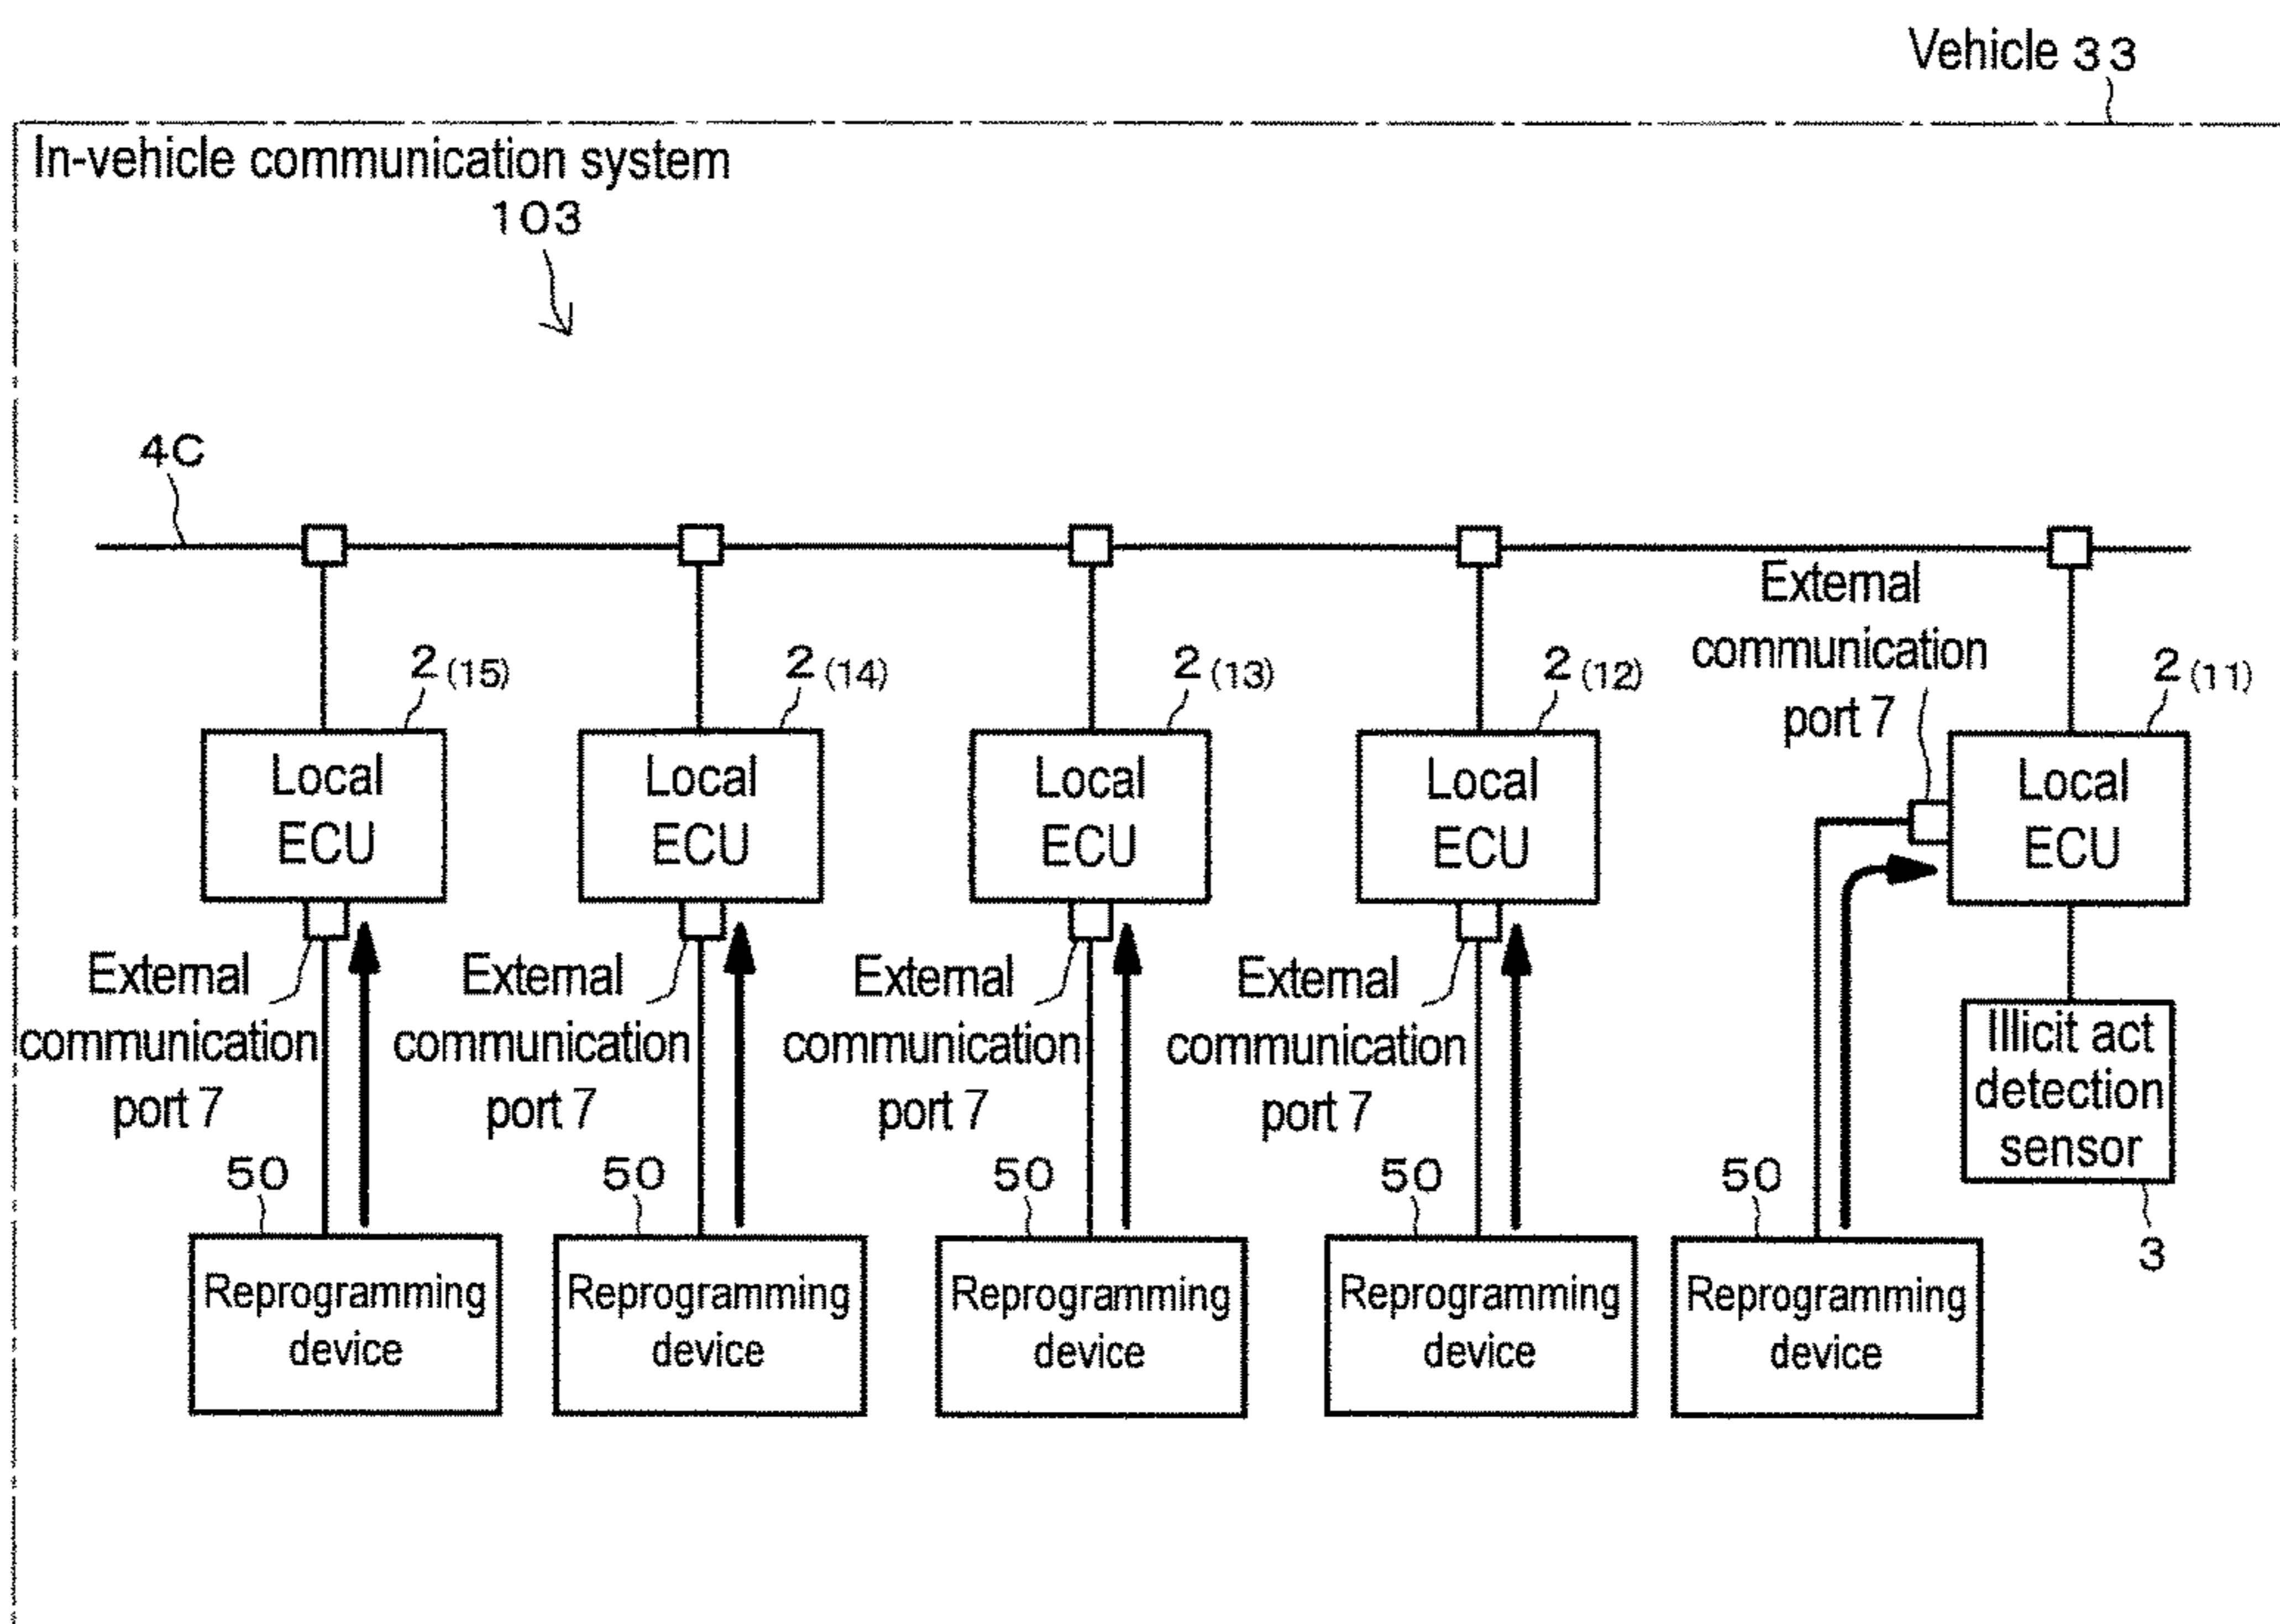 Vehicle 33
In-vehicle communication system
103
4C
External
communication
port 7
2 (15)
2 (14)
2 (13)
2 (12)
2 (11)
Local
ECU
Local
ECU
Local
ECU
Local
ECU
Local
ECU
External
communication
port 7
External
communication
port 7
External
communication
port 7
External
communication
port 7
Illicit act
detection
sensor
3
50
50
50
50
50
Reprogramming
device
Reprogramming
device
Reprogramming
device
Reprogramming
device
Reprogramming
device